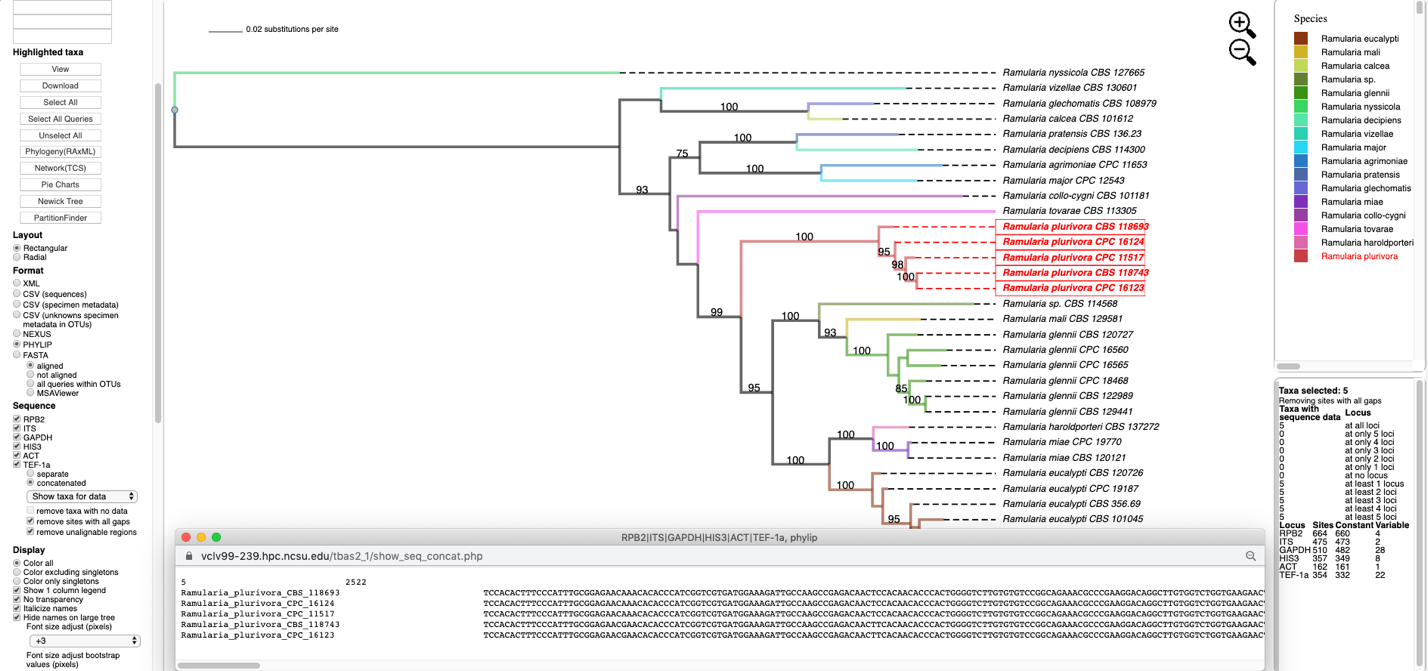 Highlighted taxa
View
Download
Select All
Select All Queries
Unselect All
Phylogeny(RAxML)
Network(TCS)
Pie Charts
Newick Tree
PartitionFinder
Layout
Rectangular
Radial
Format
XML
CSV (sequences)
CSV (specimen metadata)
CSV (unknowns specimen
metadata in OTUs)
NEXUS
PHYLIP
FASTA
aligned
not aligned
all queries within OTUs
MSAViewer
Sequence
RPB2
ITS
GAPDH
HIS3
ACT
TEF-1a
separate
concatenated
Show taxa for data
remove taxa with no data
remove sites with all gaps
remove unalignable regions
Display
Color all
Color excluding singletons
Color only singletons
Show 1 column legend
No transparency
Italicize names
Hide names on large tree
Font size adjust (pixels)
+3
Font size adjust bootstrap
values (pixels)
0.02 substitutions per site
Ramularia nyssicola CBS 127665
Ramularia vizellae CBS 130601
100 Ramularia glechomatis CBS 108979
Ramularia calcea CBS 101612
100 Ramularia pratensis CBS 136.23
75 Ramularia decipiens CBS 114300
100 Ramularia agrimoniae CPC 11653
Ramularia major CPC 12543
93 Ramularia collo-cygni CBS 101181
Ramularia tovarae CBS 113305
Ramularia plurivora CBS 118693
100 Ramularia plurivora CPC 16124
95 Ramularia plurivora CPC 11517
98 Ramularia plurivora CBS 118743
100 Ramularia plurivora CPC 16123
Ramularia sp. CBS 114568
99 100 Ramularia mali CBS 129581
93 Ramularia glennii CBS 120727
100 Ramularia glennii CPC 16560
Ramularia glennii CPC 16565
Ramularia glennii CPC 18468
95 85 Ramularia glennii CBS 122989
100 Ramularia glennii CBS 129441
Ramularia haroldporteri CBS 137272
100 Ramularia miae CPC 19770
100 Ramularia miae CBS 120121
100 Ramularia eucalypti CBS 120726
100 Ramularia eucalypti CPC 19187
Ramularia eucalypti CBS 356.69
95 Ramularia eucalypti CBS 101045
Species
Ramularia eucalypti
Ramularia mali
Ramularia calcea
Ramularia sp.
Ramularia glennii
Ramularia nyssicola
Ramularia decipiens
Ramularia vizellae
Ramularia major
Ramularia agrimoniae
Ramularia pratensis
Ramularia glechomatis
Ramularia miae
Ramularia collo-cygni
Ramularia tovarae
Ramularia haroldporteri
Ramularia plurivora
Taxa selected: 5
Removing sites with all gaps
Taxa with
sequence data Locus
5 at all loci
0 at only 5 loci
0 at only 4 loci
0 at only 3 loci
0 at only 2 loci
0 at only 1 loci
0 at no locus
5 at least 1 locus
5 at least 2 loci
5 at least 3 loci
5 at least 4 loci
5 at least 5 loci
Locus Sites Constant Variable
RPB2 664 660 4
ITS 475 473 2
GAPDH 510 482 28
HIS3 357 349 8
ACT 162 161 1
TEF-1a 354 332 22
RPB2|ITS|GAPDH|HIS3|ACT|TEF-1a, phylip
vclv99-239.hpc.ncsu.edu/tbas2_1/show_seq_concat.php
5 2522
Ramularia_plurivora_CBS_118693
Ramularia_plurivora_CPC_16124
Ramularia_plurivora_CPC_11517
Ramularia_plurivora_CBS_118743
Ramularia_plurivora_CPC_16123